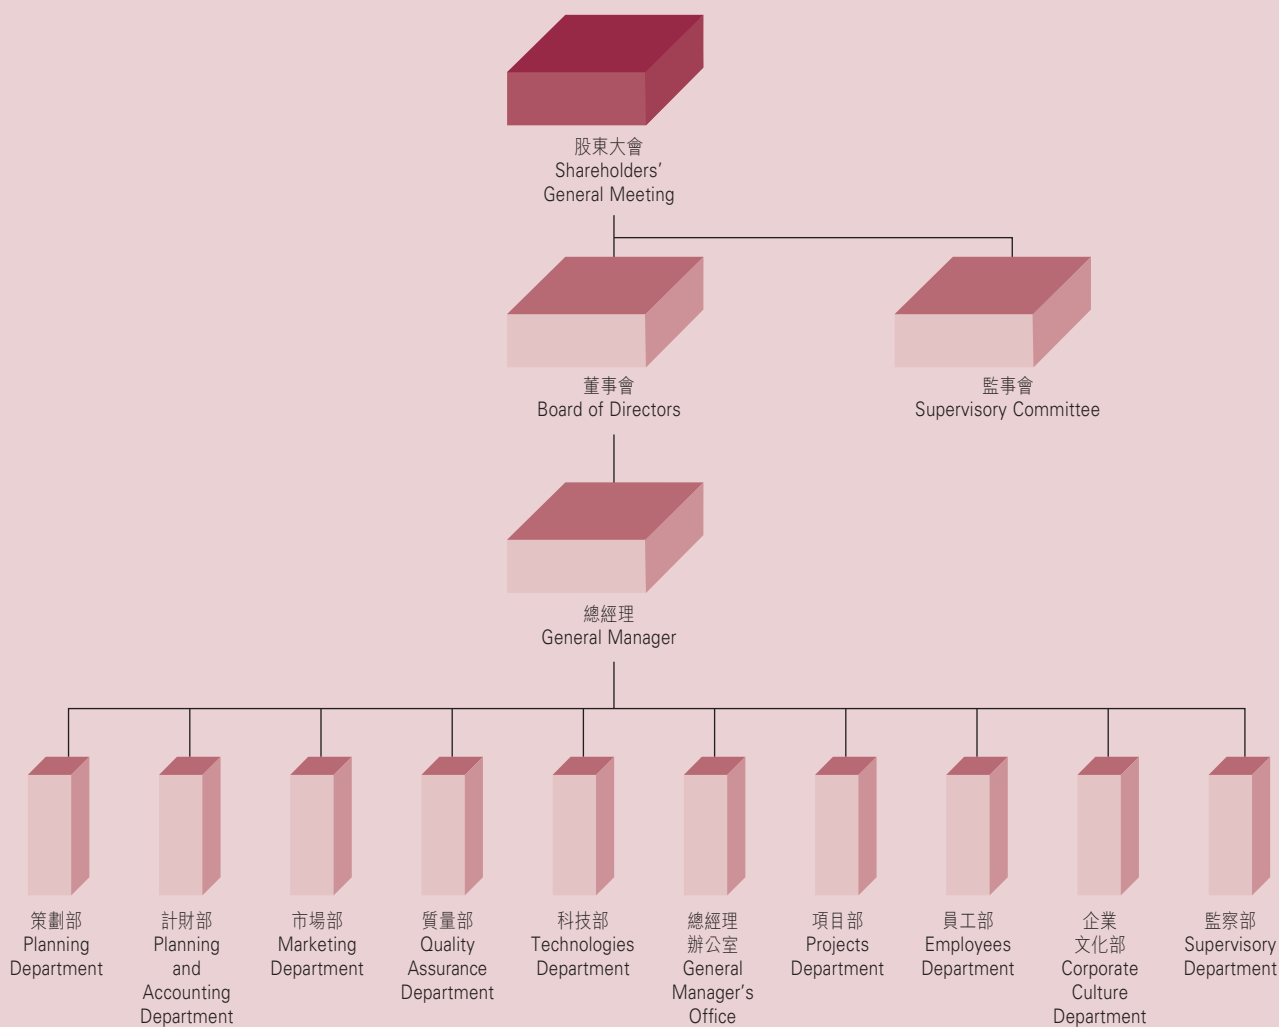 股東大會
Shareholders'
General Meeting
董事會
Board of Directors
監事會
Supervisory Committee
總經理
General Manager
策劃部
Planning
Department
計財部
Planning
and
Accounting
Department
市場部
Marketing
Department
質量部
Quality
Assurance
Department
科技部
Technologies
Department
總經理
辦公室
General
Manager's
Office
項目部
Projects
Department
員工部
Employees
Department
企業
文化部
Corporate
Culture
Department
監察部
Supervisory
Department